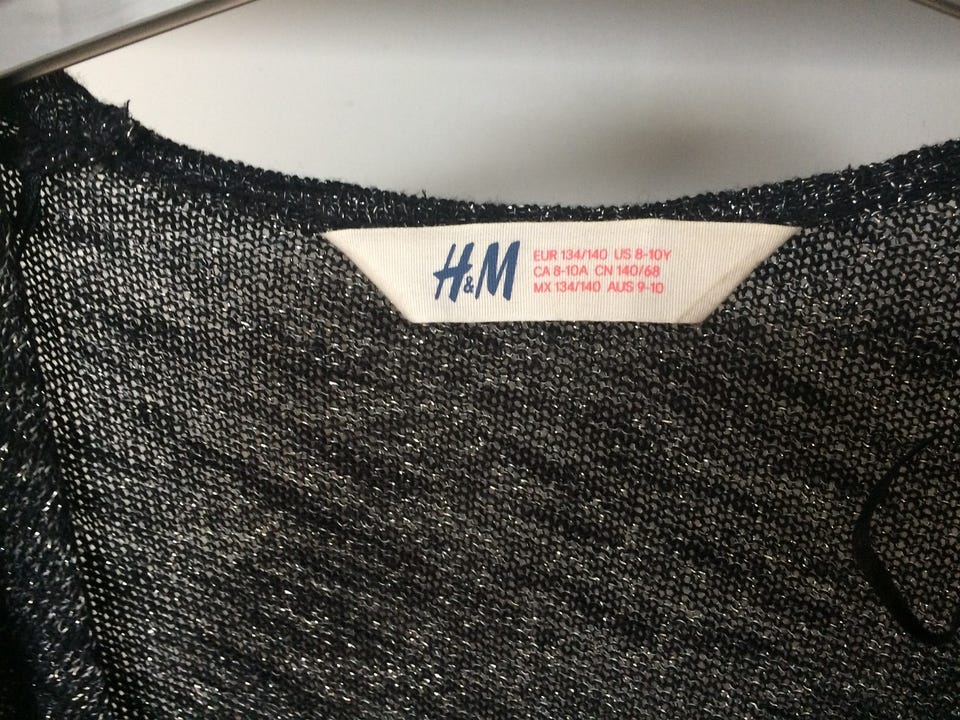 H&M
EUR 134/140 US 8-10Y
CA 8-10A CN 140/68
MX 134/140 AUS 9-10